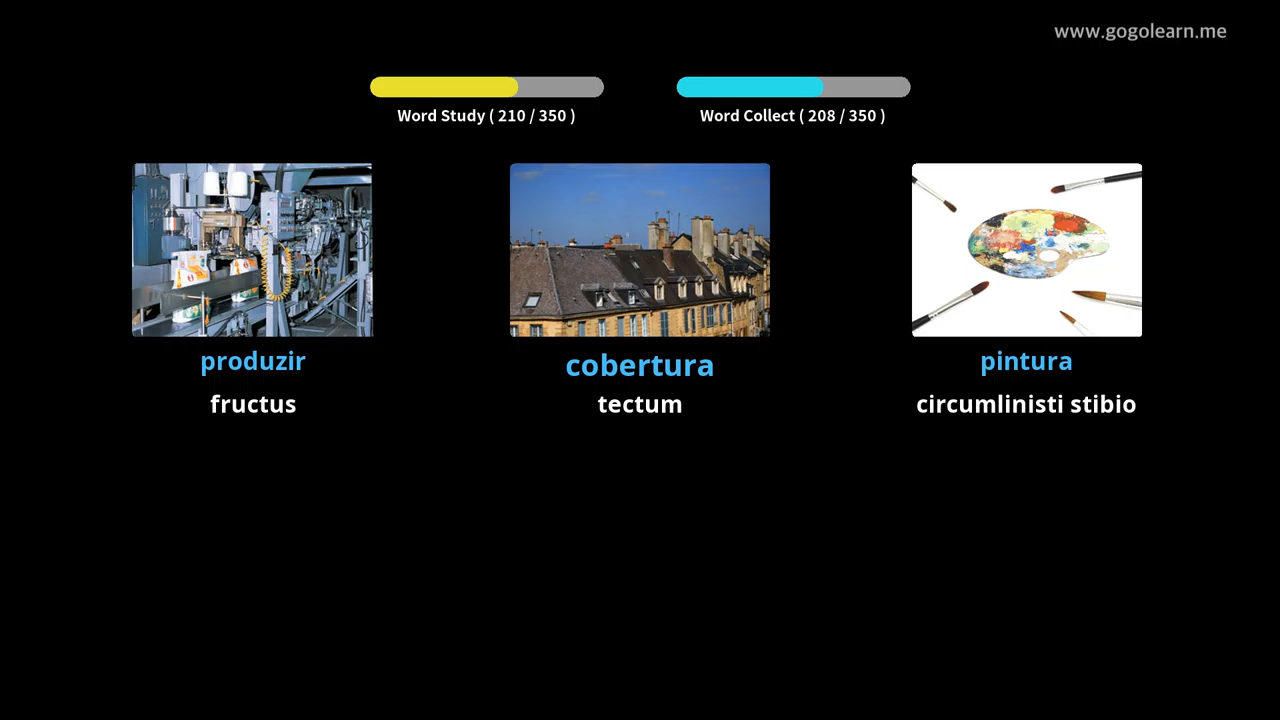 www.gogolearn.me
Word Study ( 210 / 350 )
Word Collect ( 208 / 350 )
produzir
cobertura
pintura
fructus
tectum
circumlinisti stibio